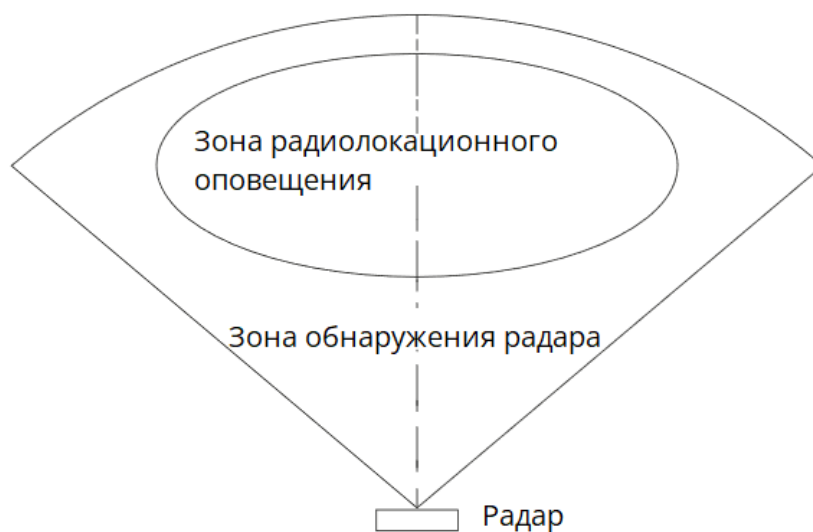 Зона радиолокационного
оповещения
Зона обнаружения радара
Радар